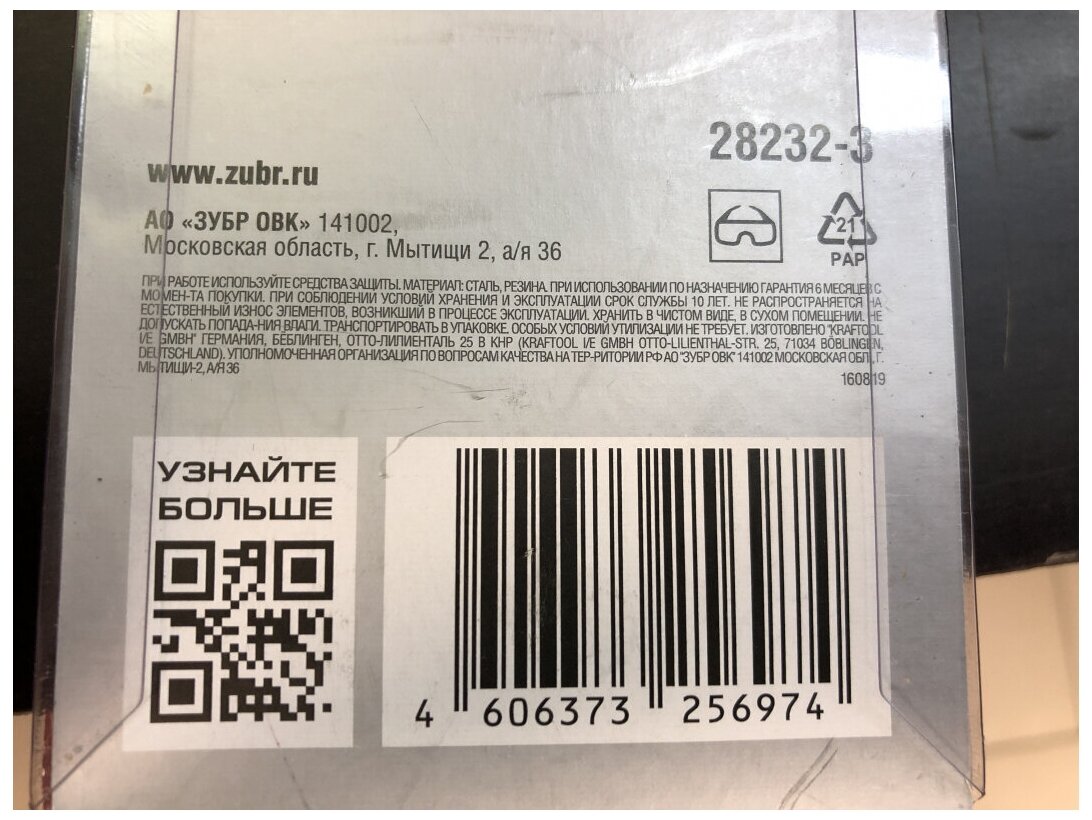 28232-3
www.zubr.ru
АО «ЗУБР ОВК» 141002,
Московская область, г. Мытищи 2, а/я 36
21
PAP
ПРИ РАБОТЕ ИСПОЛЬЗУЙТЕ СРЕДСТВА ЗАЩИТЫ. МАТЕРИАЛ: СТАЛЬ, РЕЗИНА. ПРИ ИСПОЛЬЗОВАНИИ ПО НАЗНАЧЕНИЮ ГАРАНТИЯ 6 МЕСЯЦЕВ С
МОМЕН-ТА ПОКУПКИ. ПРИ СОБЛЮДЕНИИ УСЛОВИЙ ХРАНЕНИЯ И ЭКСПЛУАТАЦИИ СРОК СЛУЖБЫ 10 ЛЕТ. НЕ РАСПРОСТРАНЯЕТСЯ НА
ЕСТЕСТВЕННЫЙ ИЗНОС ЭЛЕМЕНТОВ, ВОЗНИКШИЙ В ПРОЦЕССЕ ЭКСПЛУАТАЦИИ. ХРАНИТЬ В ЧИСТОМ ВИДЕ, В СУХОМ ПОМЕЩЕНИИ. НЕ
ДОПУСКАТЬ ПОПАДА-НИЯ ВЛАГИ. ТРАНСПОРТИРОВАТЬ В УПАКОВКЕ. ОСОБЫХ УСЛОВИЙ УТИЛИЗАЦИИ НЕ ТРЕБУЕТ. ИЗГОТОВЛЕНО "KRAFTOOL
I/E GMBH" ГЕРМАНИЯ, БЁБЛИНГЕН, ОТТО-ЛИЛИЕНТАЛЬ 25 В КНР (KRAFTOOL I/E GMBH OTTO-LILIENTHAL-STR. 25, 71034 BÖBLINGEN,
DEUTSCHLAND). УПОЛНОМОЧЕННАЯ ОРГАНИЗАЦИЯ ПО ВОПРОСАМ КАЧЕСТВА НА ТЕР-РИТОРИИ РФ АО "ЗУБР ОВК" 141002 МОСКОВСКАЯ ОБЛ., Г.
МЫТИЩИ-2, А/Я 36
160819
УЗНАЙТЕ
БОЛЬШЕ
4 606373 256974